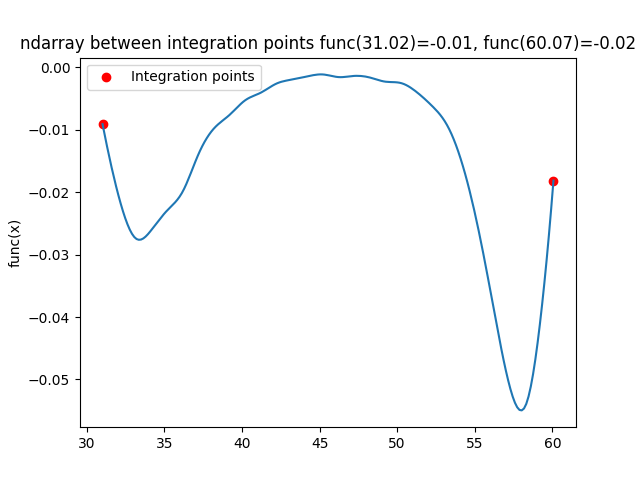 ndarray between integration points func(31.02)=-0.01, func(60.07)=-0.02
Integration points
func(x)
0.00
−0.01
−0.02
−0.03
−0.04
−0.05
30 35 40 45 50 55 60